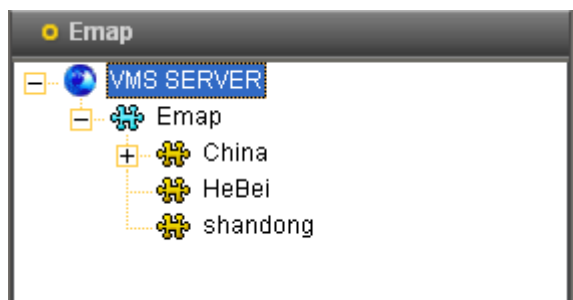 Emap
VMS SERVER
Emap
China
HeBei
shandong